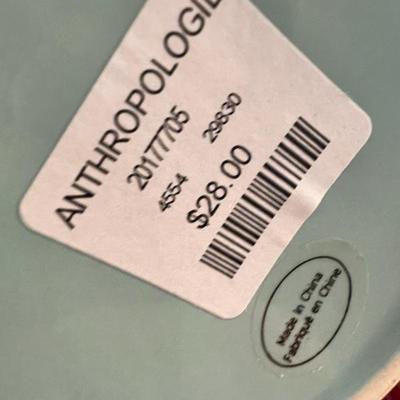 ANTHROPOLOGIE
20177705
4554 29830
$28.00
Made in China
Fabriqué en Chine